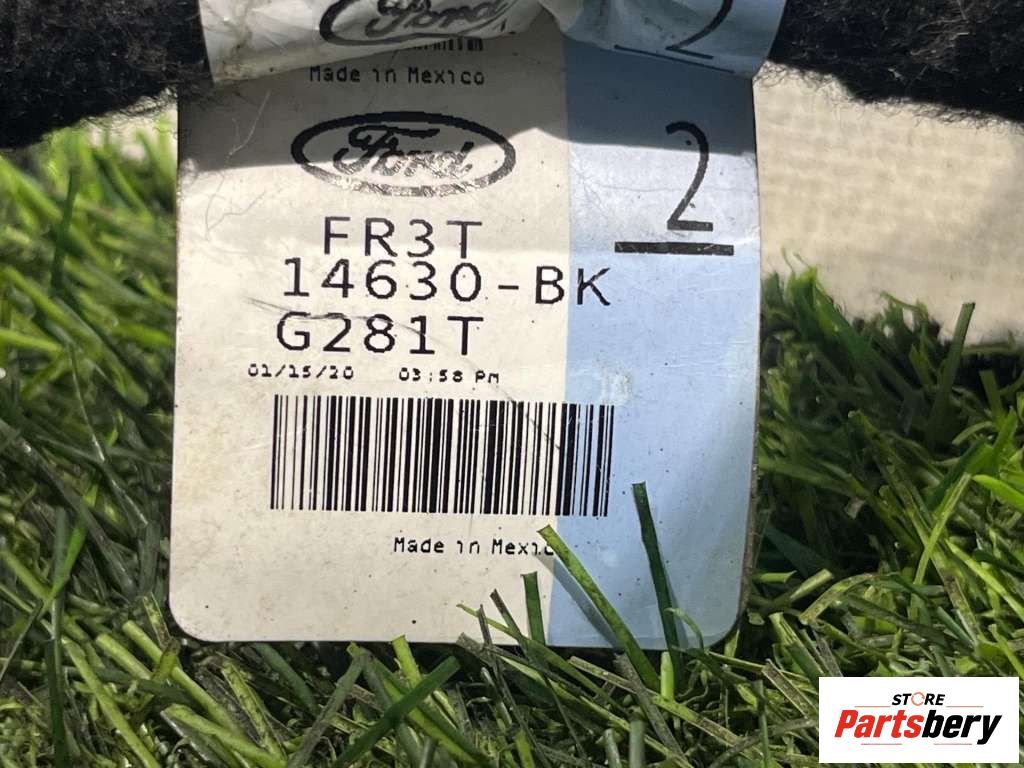 Ford
2
Made in Mexico
Ford
2
FR3T
14630-BK
G281T
01/15/20 03:58 PM
Made in Mexico
STORE
Partsbery